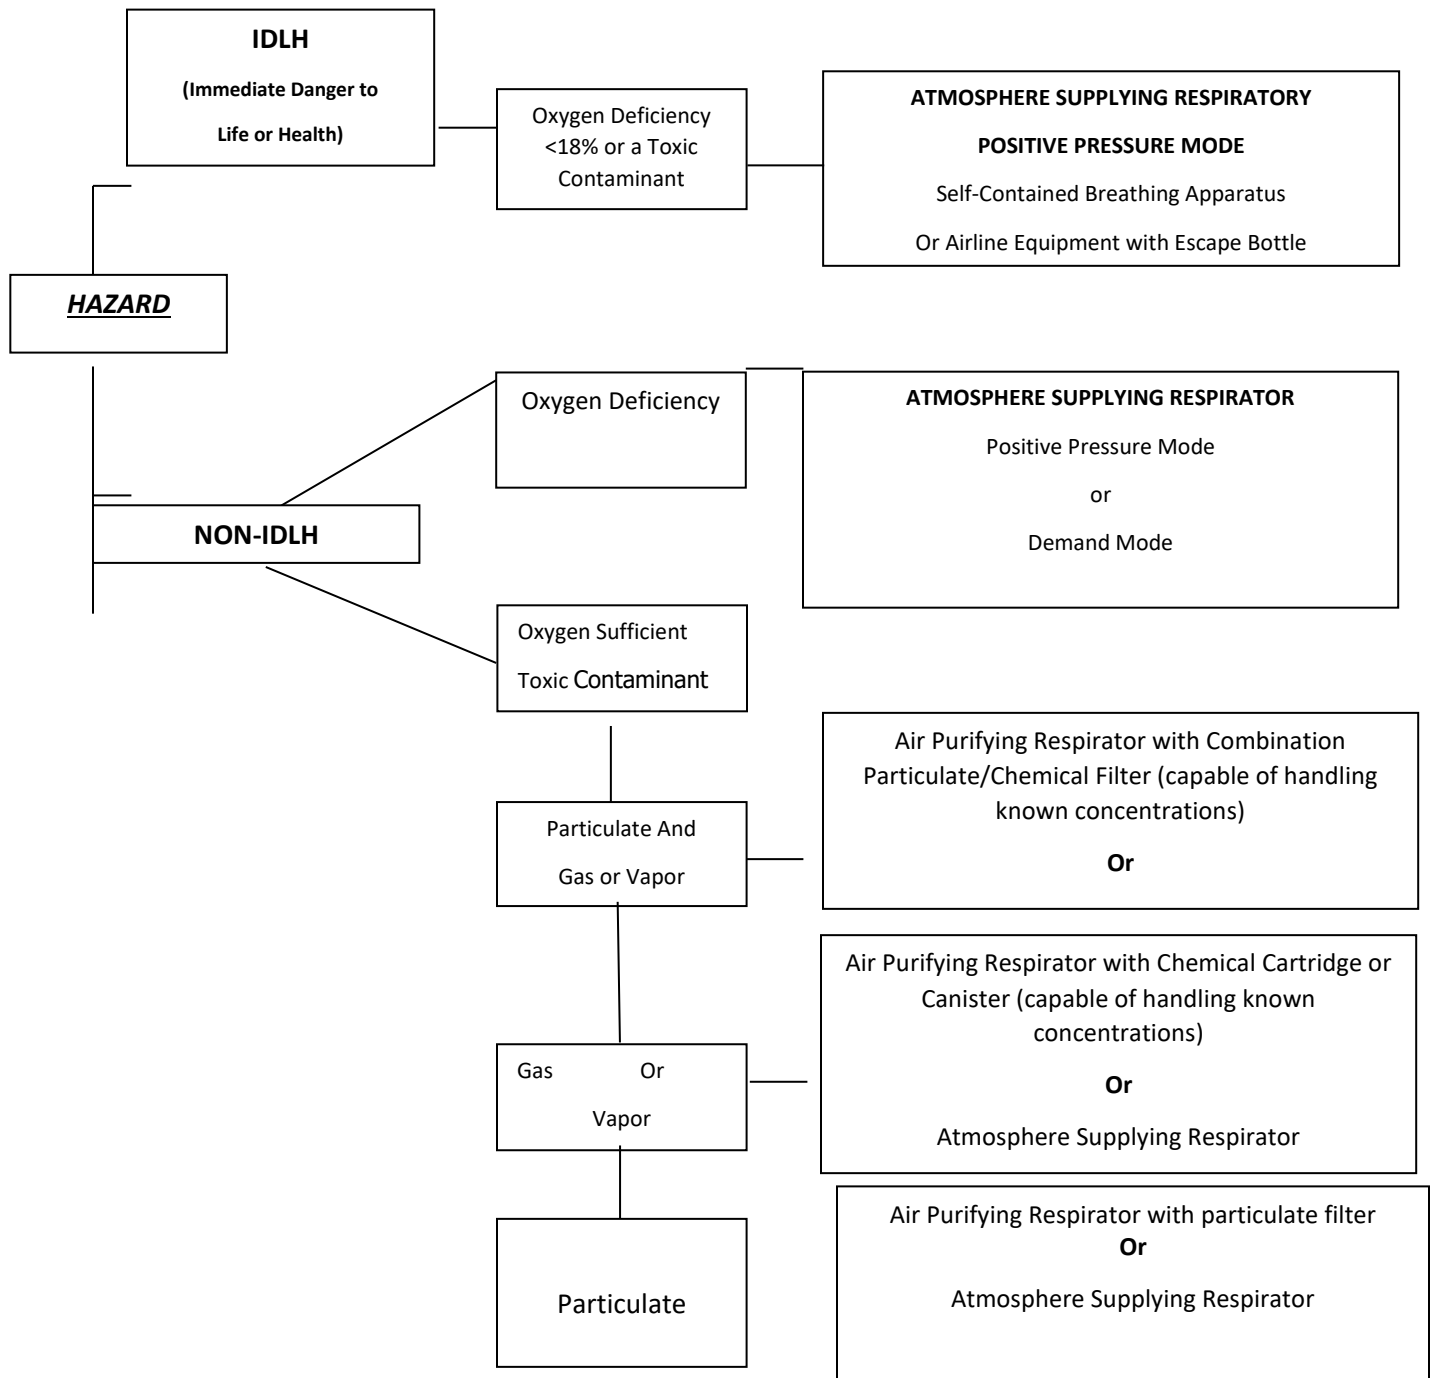 IDLH
(Immediate Danger to
Life or Health)
Oxygen Deficiency
<18% or a Toxic
Contaminant
ATMOSPHERE SUPPLYING RESPIRATORY
POSITIVE PRESSURE MODE
Self-Contained Breathing Apparatus
Or Airline Equipment with Escape Bottle
HAZARD
Oxygen Deficiency
ATMOSPHERE SUPPLYING RESPIRATOR
Positive Pressure Mode
or
Demand Mode
NON-IDLH
Oxygen Sufficient
Toxic Contaminant
Particulate And
Gas or Vapor
Air Purifying Respirator with Combination
Particulate/Chemical Filter (capable of handling
known concentrations)
Or
Gas Or
Vapor
Air Purifying Respirator with Chemical Cartridge or
Canister (capable of handling known
concentrations)
Or
Atmosphere Supplying Respirator
Particulate
Air Purifying Respirator with particulate filter
Or
Atmosphere Supplying Respirator